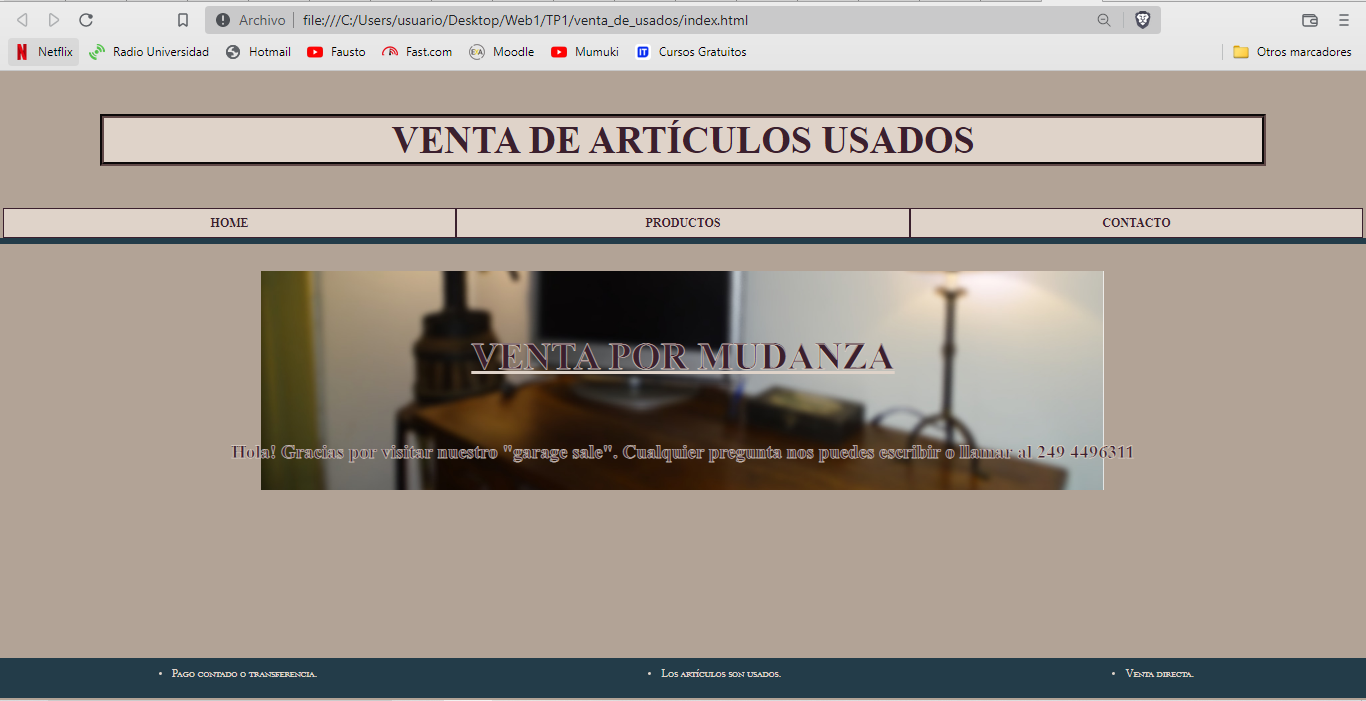 Archivo | file:///C:/Users/usuario/Desktop/Web1/TP1/venta_de_usados/index.html
Netflix Radio Universidad Hotmail Fausto Fast.com Moodle Mumuki Cursos Gratuitos Otros marcadores
VENTA DE ARTÍCULOS USADOS
HOME PRODUCTOS CONTACTO
VENTA POR MUDANZA
Hola! Gracias por visitar nuestro "garage sale". Cualquier pregunta nos puedes escribir o llamar al 249 4496311
• Pago contado o transferencia. • Los artículos son usados. • Venta directa.